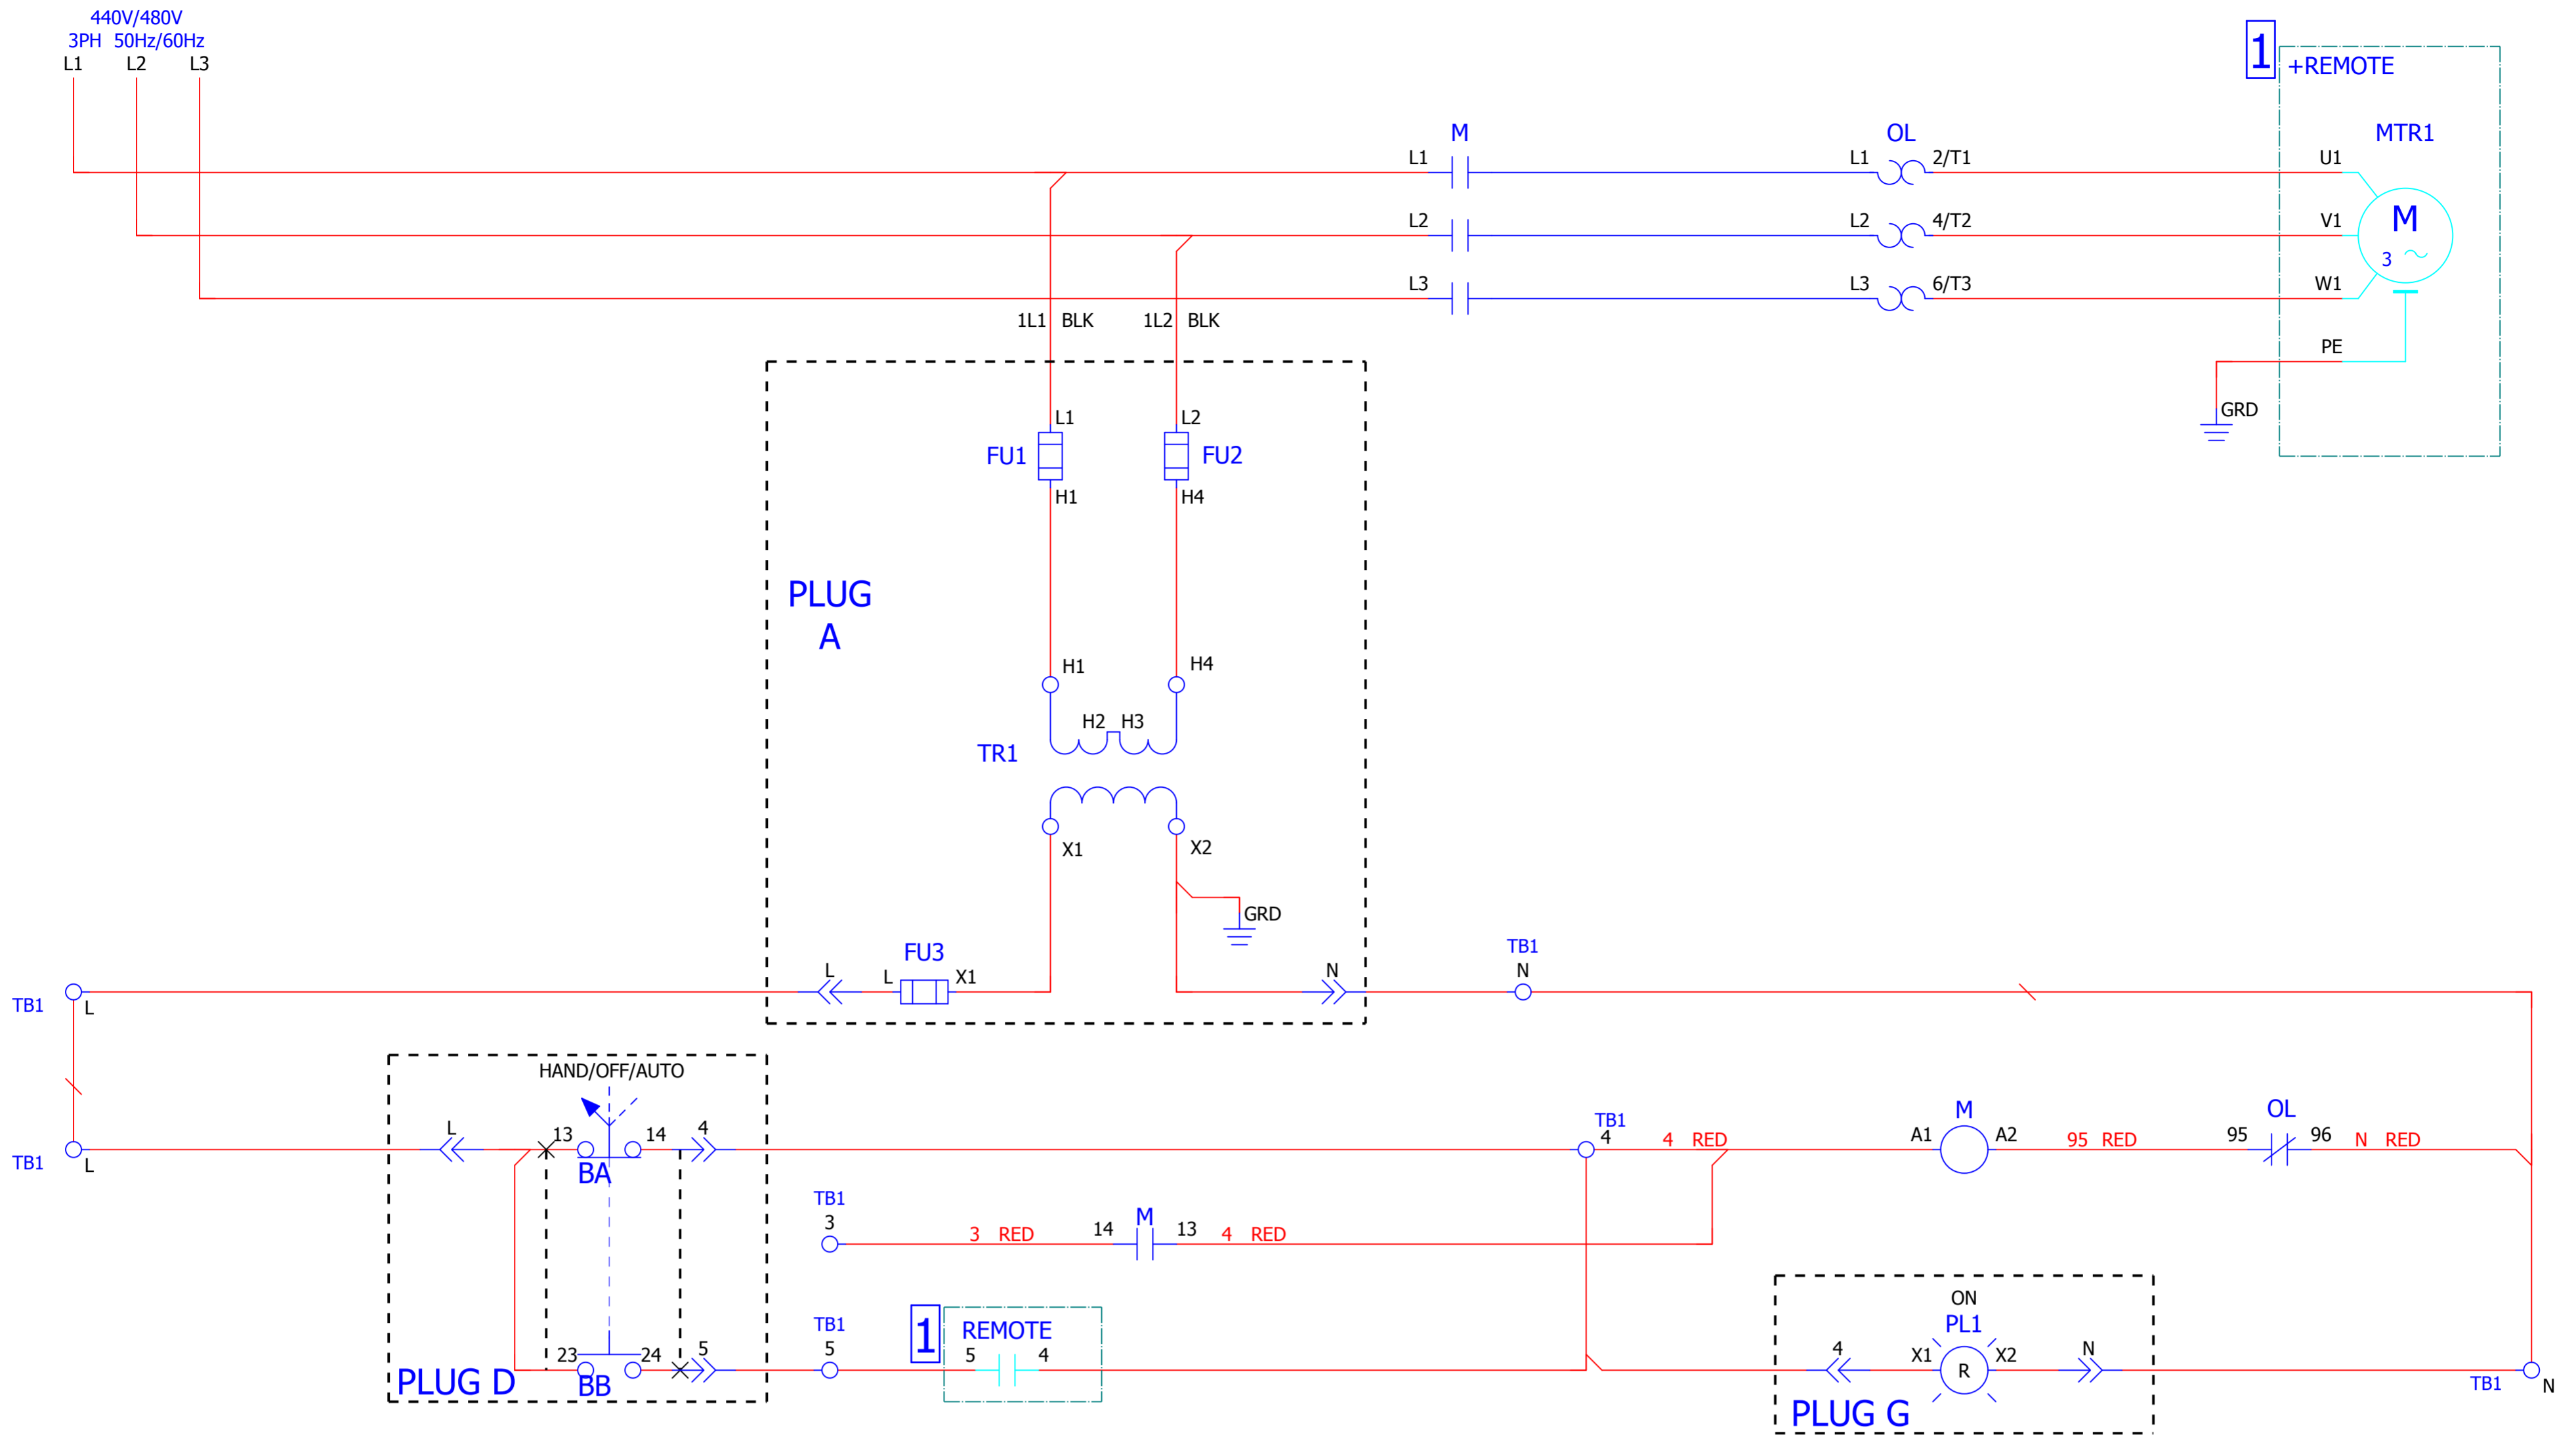 440V/480V
3PH 50Hz/60Hz
L1 L2 L3
1
+REMOTE
M OL MTR1
L1 L1 2/T1 U1
M
3
L2 L2 4/T2 V1
L3 L3 6/T3 W1
1L1 BLK 1L2 BLK
PE
GRD
L1 L2
FU1 FU2
H1 H4
PLUG
A
H1 H4
H2 H3
TR1
X1 X2
GRD
FU3
TB1
L L X1 N N
TB1 L
HAND/OFF/AUTO
L 13 14 4
BA
TB1 L
TB1
4 4 RED
M
A1 A2 95 RED
OL
95 96 N RED
TB1
3 3 RED 14 M 13 4 RED
TB1
5
1
REMOTE
5 4
23 24 5
BB
PLUG D
ON
PL1
4 X1 R X2 N
PLUG G
TB1 N